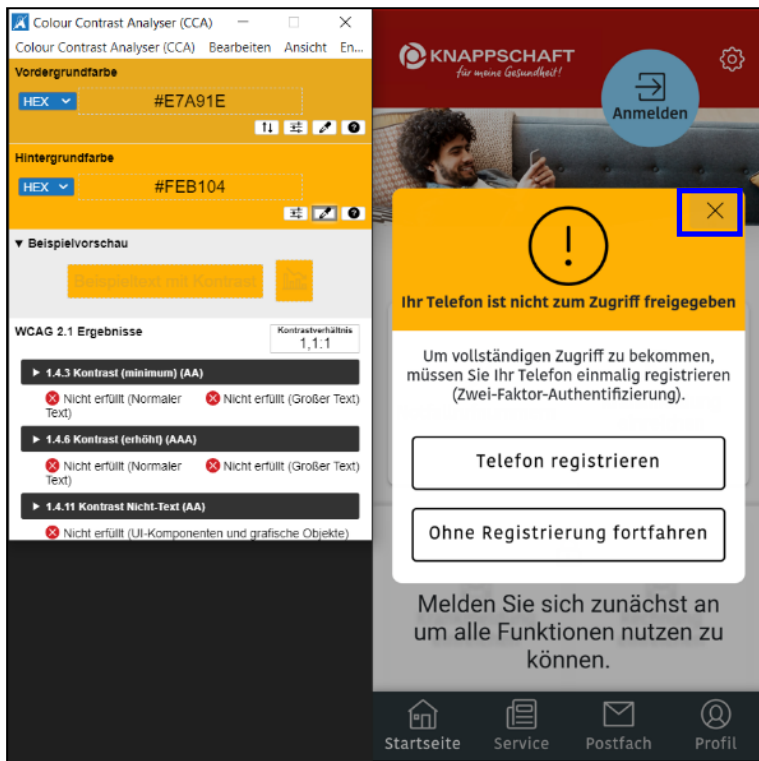 Colour Contrast Analyser (CCA)
Colour Contrast Analyser (CCA) Bearbeiten Ansicht En...
Vordergrundfarbe
HEX #E7A91E
Hintergrundfarbe
HEX #FEB104
▼ Beispielvorschau
Beispieltext mit Kontrast
WCAG 2.1 Ergebnisse
Kontrastverhältnis
1,1:1
▶ 1.4.3 Kontrast (minimum) (AA)
Nicht erfüllt (Normaler Text)
Nicht erfüllt (Großer Text)
▶ 1.4.6 Kontrast (erhöht) (AAA)
Nicht erfüllt (Normaler Text)
Nicht erfüllt (Großer Text)
▶ 1.4.11 Kontrast Nicht-Text (AA)
Nicht erfüllt (UI-Komponenten und grafische Objekte)
KNAPPSCHAFT
für meine Gesundheit!
Anmelden
!
Ihr Telefon ist nicht zum Zugriff freigegeben
Um vollständigen Zugriff zu bekommen,
müssen Sie Ihr Telefon einmalig registrieren
(Zwei-Faktor-Authentifizierung).
Telefon registrieren
Ohne Registrierung fortfahren
Melden Sie sich zunächst an
um alle Funktionen nutzen zu
können.
Startseite Service Postfach Profil